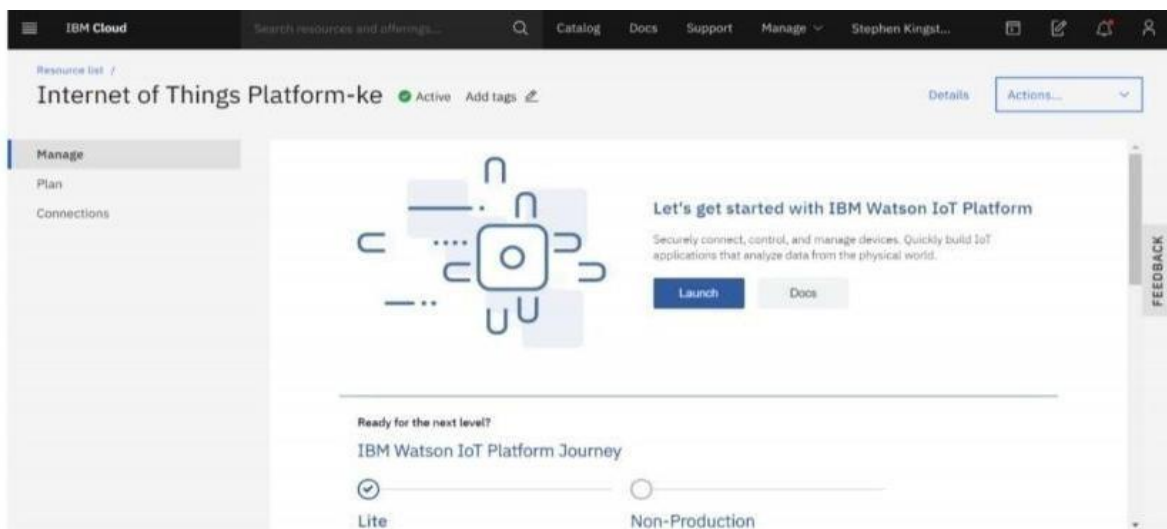 IBM Cloud
Search resources and offerings...
Catalog
Docs
Support
Manage
Stephen Kingst...
Resource list /
Internet of Things Platform-ke
Active
Add tags
Details
Actions...
Manage
Plan
Connections
Let's get started with IBM Watson IoT Platform
Securely connect, control, and manage devices. Quickly build IoT
applications that analyze data from the physical world.
Launch
Docs
FEEDBACK
Ready for the next level?
IBM Watson IoT Platform Journey
Lite
Non-Production